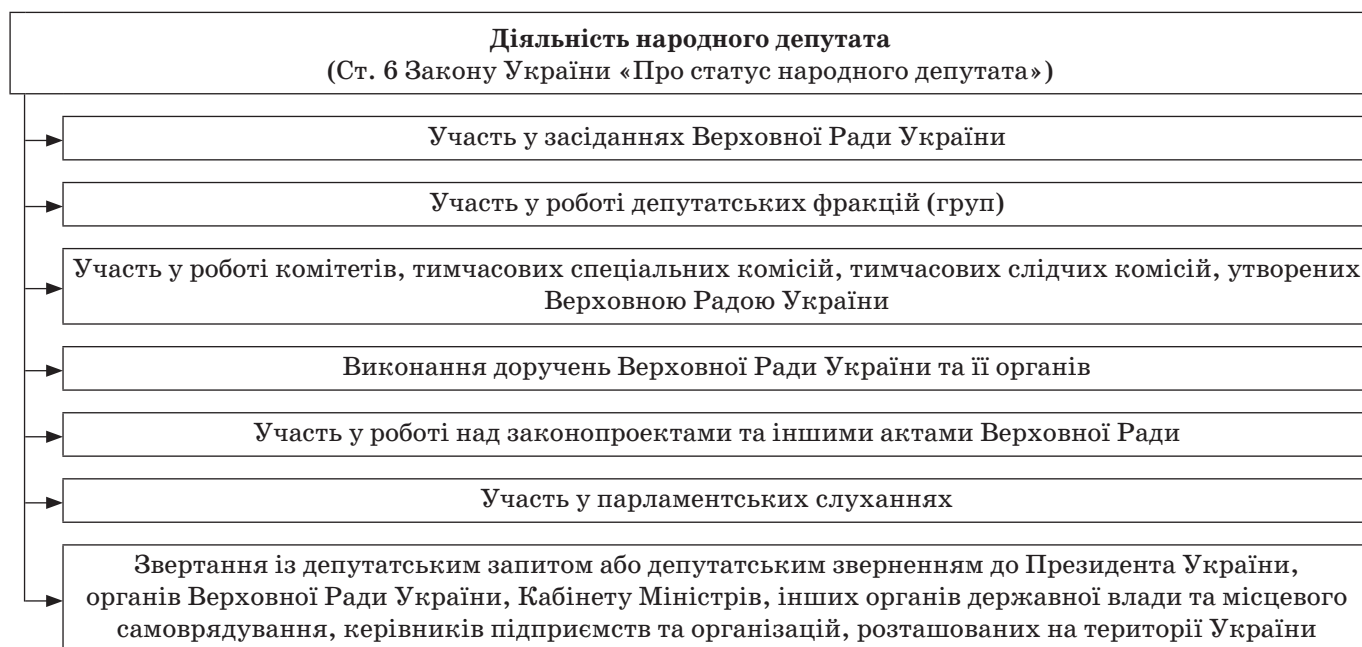 Діяльність народного депутата
(Ст. 6 Закону України «Про статус народного депутата»)
Участь у засіданнях Верховної Ради України
Участь у роботі депутатських фракцій (груп)
Участь у роботі комітетів, тимчасових спеціальних комісій, тимчасових слідчих комісій, утворених
Верховною Радою України
Виконання доручень Верховної Ради України та її органів
Участь у роботі над законопроектами та іншими актами Верховної Ради
Участь у парламентських слуханнях
Звертання із депутатським запитом або депутатським зверненням до Президента України,
органів Верховної Ради України, Кабінету Міністрів, інших органів державної влади та місцевого
самоврядування, керівників підприємств та організацій, розташованих на території України